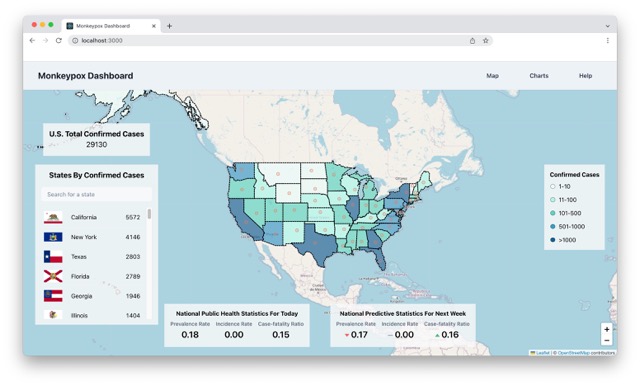 Monkeypox Dashboard
localhost:3000
Monkeypox Dashboard
Map Charts Help
U.S. Total Confirmed Cases
29130
States By Confirmed Cases
Search for a state
California 5572
New York 4146
Texas 2803
Florida 2789
Georgia 1946
Illinois 1404
Confirmed Cases
1-10
11-100
101-500
501-1000
>1000
Ottawa
Ciudad
de México
National Public Health Statistics For Today
Prevalence Rate Incidence Rate Case-fatality Ratio
0.18 0.00 0.15
National Predictive Statistics For Next Week
Prevalence Rate Incidence Rate Case-fatality Ratio
▼ 0.17 — 0.00 ▲ 0.16
+
−
Leaflet | © OpenStreetMap contributors